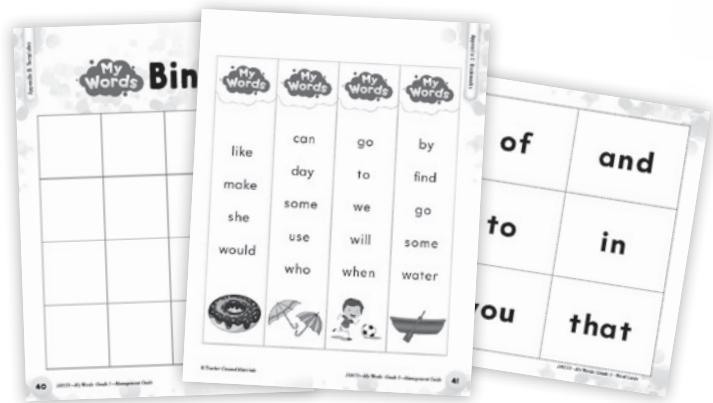 My
Words
Bin
40
My
Words
like
make
she
would
My
Words
can
day
some
use
who
My
Words
go
to
we
will
when
My
Words
by
find
go
some
water
41
of
and
to
in
you
that